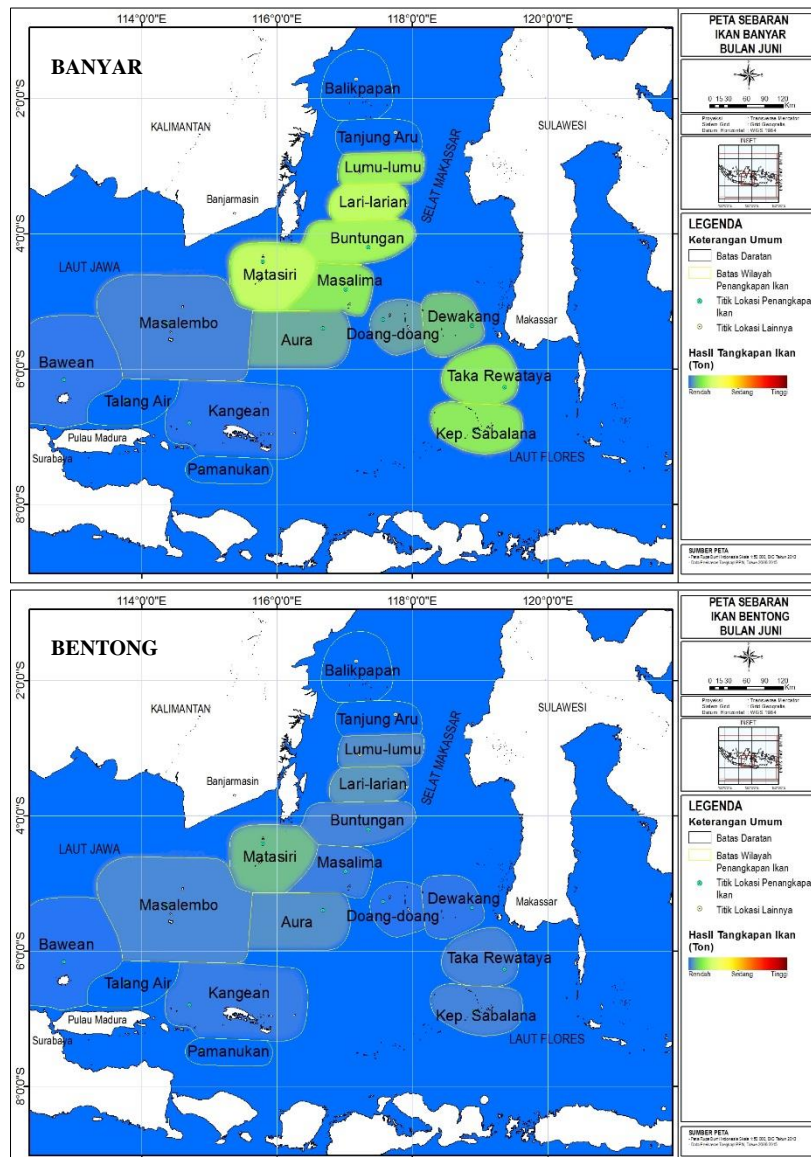 BANYAR
Balikpapan
2°0'0"S
KALIMANTAN
Tanjung Aru
SULAWESI
Lumu-lumu
SELAT MAKASSAR
Banjarmasin
Lari-larian
4°0'0"S
Buntungan
LAUT JAWA
Matasiri
Masalima
Masalembo
Dewakang
Aura
Doang-doang
Makassar
Bawean
6°0'0"S
Taka Rewataya
Talang Air
Kangean
Kep. Sabalana
Pulau Madura
Surabaya
Pamanukan
LAUT FLORES
8°0'0"S
PETA SEBARAN
IKAN BANYAR
BULAN JUNI
0 15 30 60 90 120
Km
INSET
LEGENDA
Keterangan Umum
Batas Daratan
Batas Wilayah
Penangkapan Ikan
Titik Lokasi Penangkapan
Ikan
Titik Lokasi Lainnya
Hasil Tangkapan Ikan
(Ton)
Rendah Sedang Tinggi
SUMBER PETA
114°0'0"E 116°0'0"E 118°0'0"E 120°0'0"E
BENTONG
Balikpapan
2°0'0"S
KALIMANTAN
Tanjung Aru
SULAWESI
Lumu-lumu
SELAT MAKASSAR
Banjarmasin
Lari-larian
4°0'0"S
Buntungan
LAUT JAWA
Matasiri
Masalima
Masalembo
Dewakang
Aura
Doang-doang
Makassar
Bawean
6°0'0"S
Taka Rewataya
Talang Air
Kangean
Kep. Sabalana
Pulau Madura
Surabaya
Pamanukan
LAUT FLORES
8°0'0"S
PETA SEBARAN
IKAN BENTONG
BULAN JUNI
0 15 30 60 90 120
Km
INSET
LEGENDA
Keterangan Umum
Batas Daratan
Batas Wilayah
Penangkapan Ikan
Titik Lokasi Penangkapan
Ikan
Titik Lokasi Lainnya
Hasil Tangkapan Ikan
(Ton)
Rendah Sedang Tinggi
SUMBER PETA